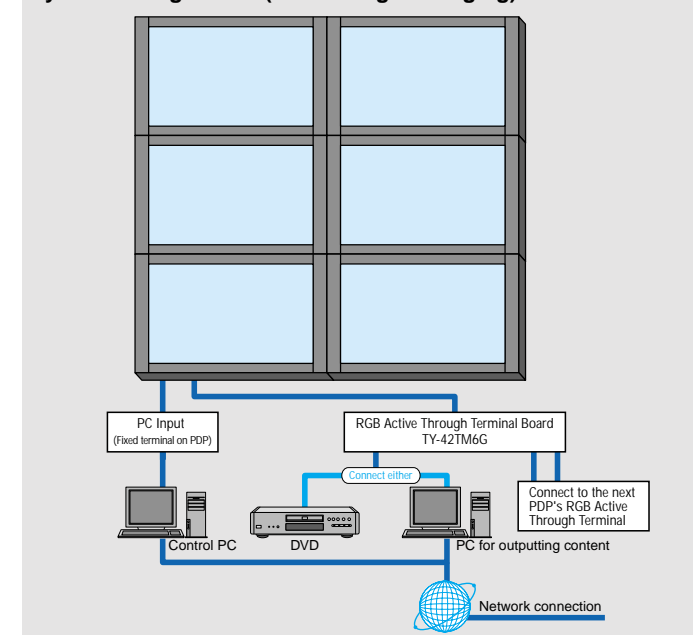 PC Input
(Fixed terminal on PDP)
RGB Active Through Terminal Board
TY-42TM6G
Connect either
Connect to the next
PDP's RGB Active
Through Terminal
Control PC
DVD
PC for outputting content
Network connection